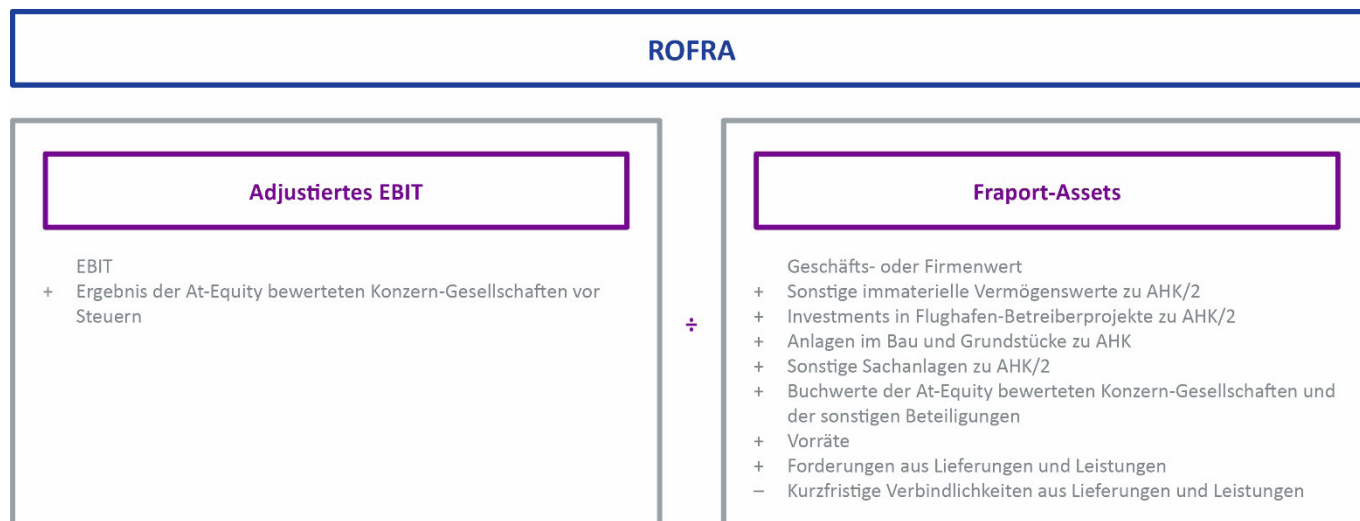 ROFRA
Adjustiertes EBIT
EBIT
+ Ergebnis der At-Equity bewerteten Konzern-Gesellschaften vor
Steuern
÷
Fraport-Assets
Geschäfts- oder Firmenwert
+ Sonstige immaterielle Vermögenswerte zu AHK/2
+ Investments in Flughafen-Betreiberprojekte zu AHK/2
+ Anlagen im Bau und Grundstücke zu AHK
+ Sonstige Sachanlagen zu AHK/2
+ Buchwerte der At-Equity bewerteten Konzern-Gesellschaften und
der sonstigen Beteiligungen
+ Vorräte
+ Forderungen aus Lieferungen und Leistungen
– Kurzfristige Verbindlichkeiten aus Lieferungen und Leistungen